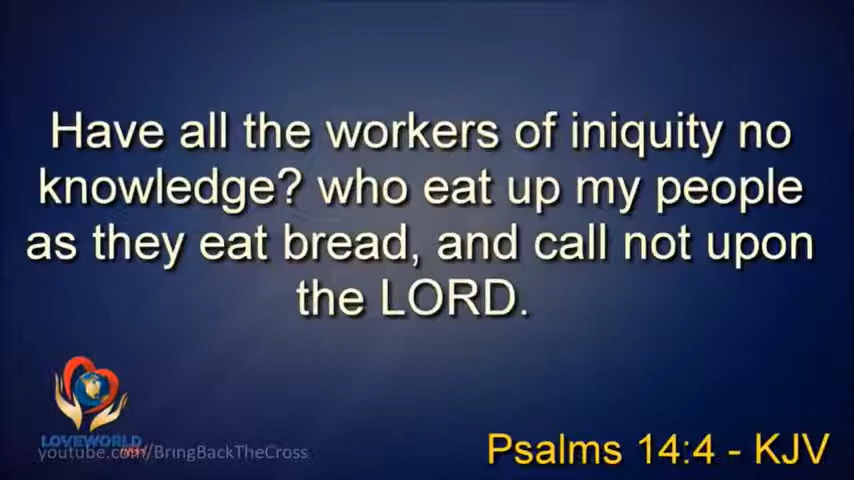 Have all the workers of iniquity no
knowledge? who eat up my people
as they eat bread, and call not upon
the LORD.
LOVEWORLD
youtube.com/BringBackTheCross
Psalms 14:4 - KJV